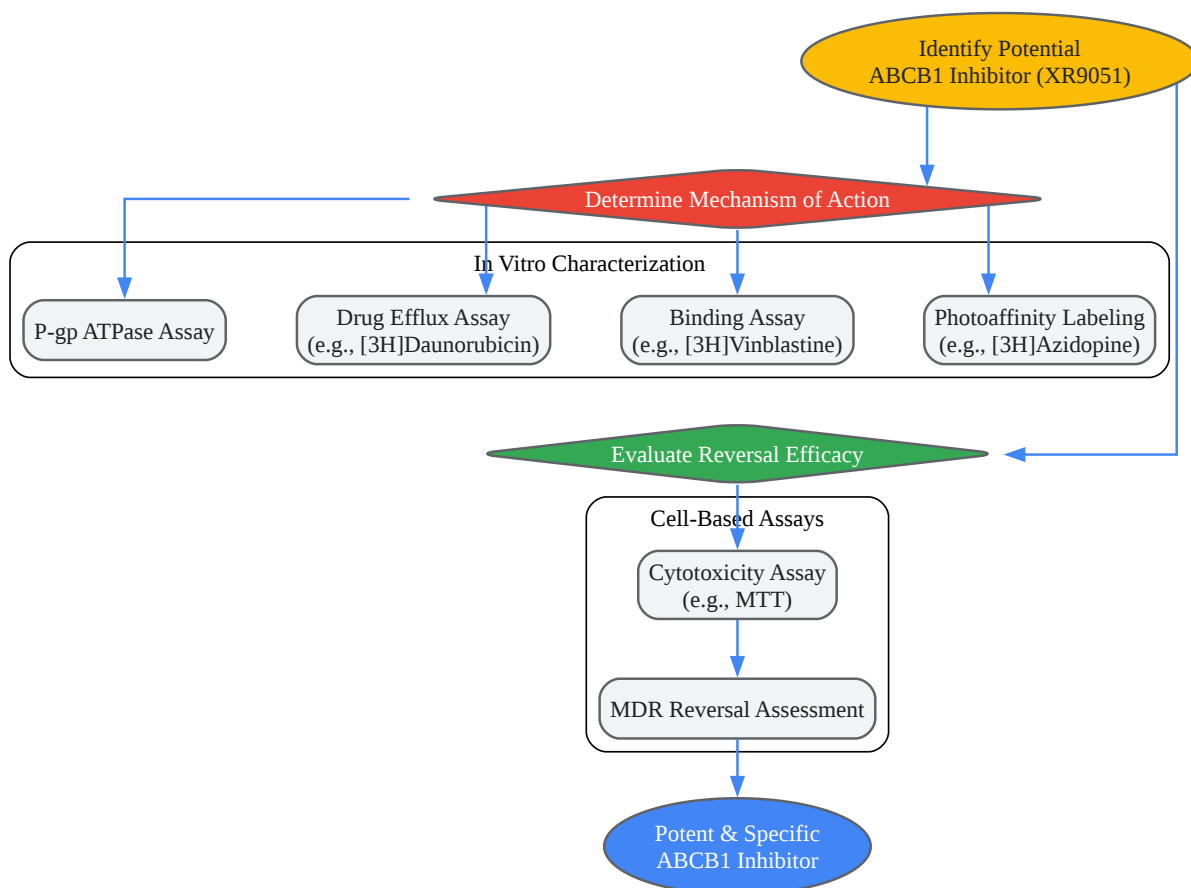 Identify Potential
ABCB1 Inhibitor (XR9051)
Determine Mechanism of Action
In Vitro Characterization
P-gp ATPase Assay
Drug Efflux Assay
(e.g., [3H]Daunorubicin)
Binding Assay
(e.g., [3H]Vinblastine)
Photoaffinity Labeling
(e.g., [3H]Azidopine)
Evaluate Reversal Efficacy
Cell-Based Assays
Cytotoxicity Assay
(e.g., MTT)
MDR Reversal Assessment
Potent & Specific
ABCB1 Inhibitor